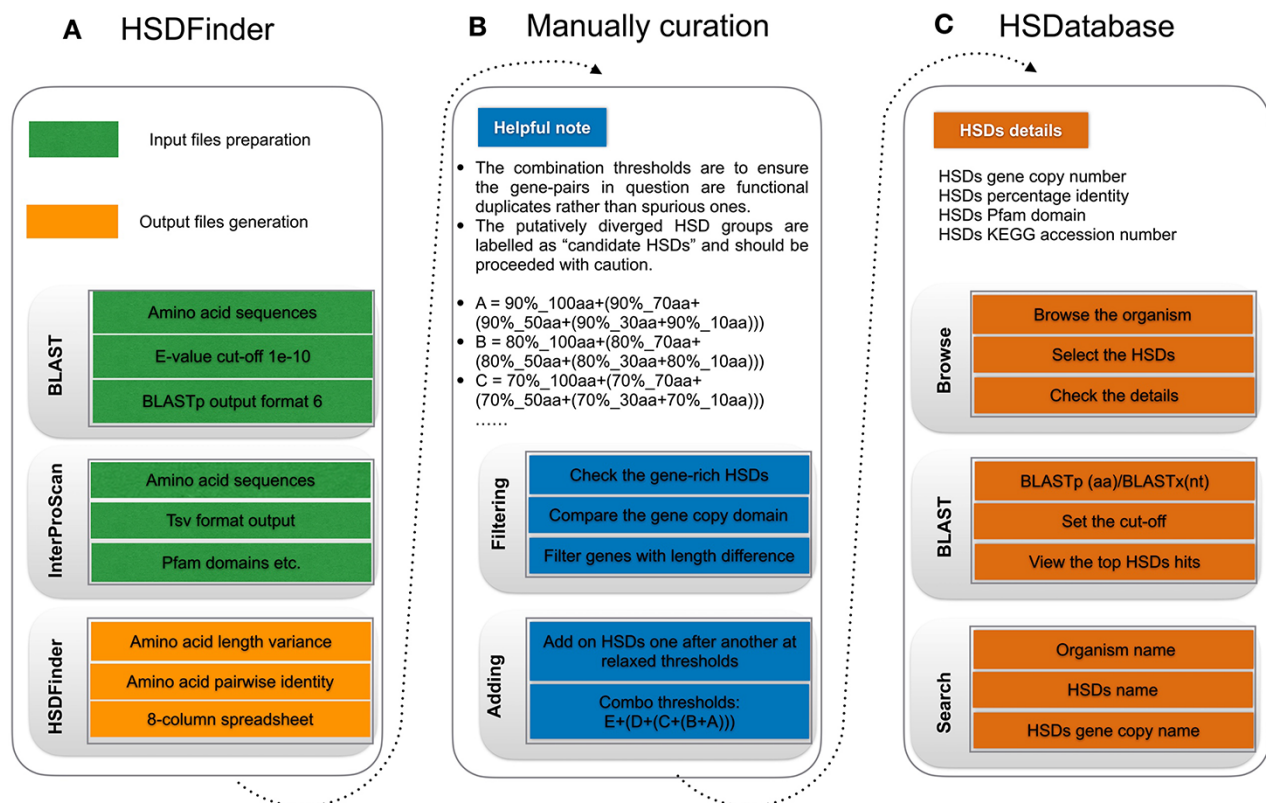 A HSDFinder
Input files preparation
Output files generation
BLAST
Amino acid sequences
E-value cut-off 1e-10
BLASTp output format 6
InterProScan
Amino acid sequences
Tsv format output
Pfam domains etc.
HSDFinder
Amino acid length variance
Amino acid pairwise identity
8-column spreadsheet
B Manually curation
Helpful note
• The combination thresholds are to ensure
the gene-pairs in question are functional
duplicates rather than spurious ones.
• The putatively diverged HSD groups are
labelled as “candidate HSDs” and should be
proceeded with caution.
• A = 90%_100aa+(90%_70aa+
(90%_50aa+(90%_30aa+90%_10aa)))
• B = 80%_100aa+(80%_70aa+
(80%_50aa+(80%_30aa+80%_10aa)))
• C = 70%_100aa+(70%_70aa+
(70%_50aa+(70%_30aa+70%_10aa)))
……
Filtering
Check the gene-rich HSDs
Compare the gene copy domain
Filter genes with length difference
Adding
Add on HSDs one after another at
relaxed thresholds
Combo thresholds:
E+(D+(C+(B+A)))
C HSDatabase
HSDs details
HSDs gene copy number
HSDs percentage identity
HSDs Pfam domain
HSDs KEGG accession number
Browse
Browse the organism
Select the HSDs
Check the details
BLAST
BLASTp (aa)/BLASTx(nt)
Set the cut-off
View the top HSDs hits
Search
Organism name
HSDs name
HSDs gene copy name